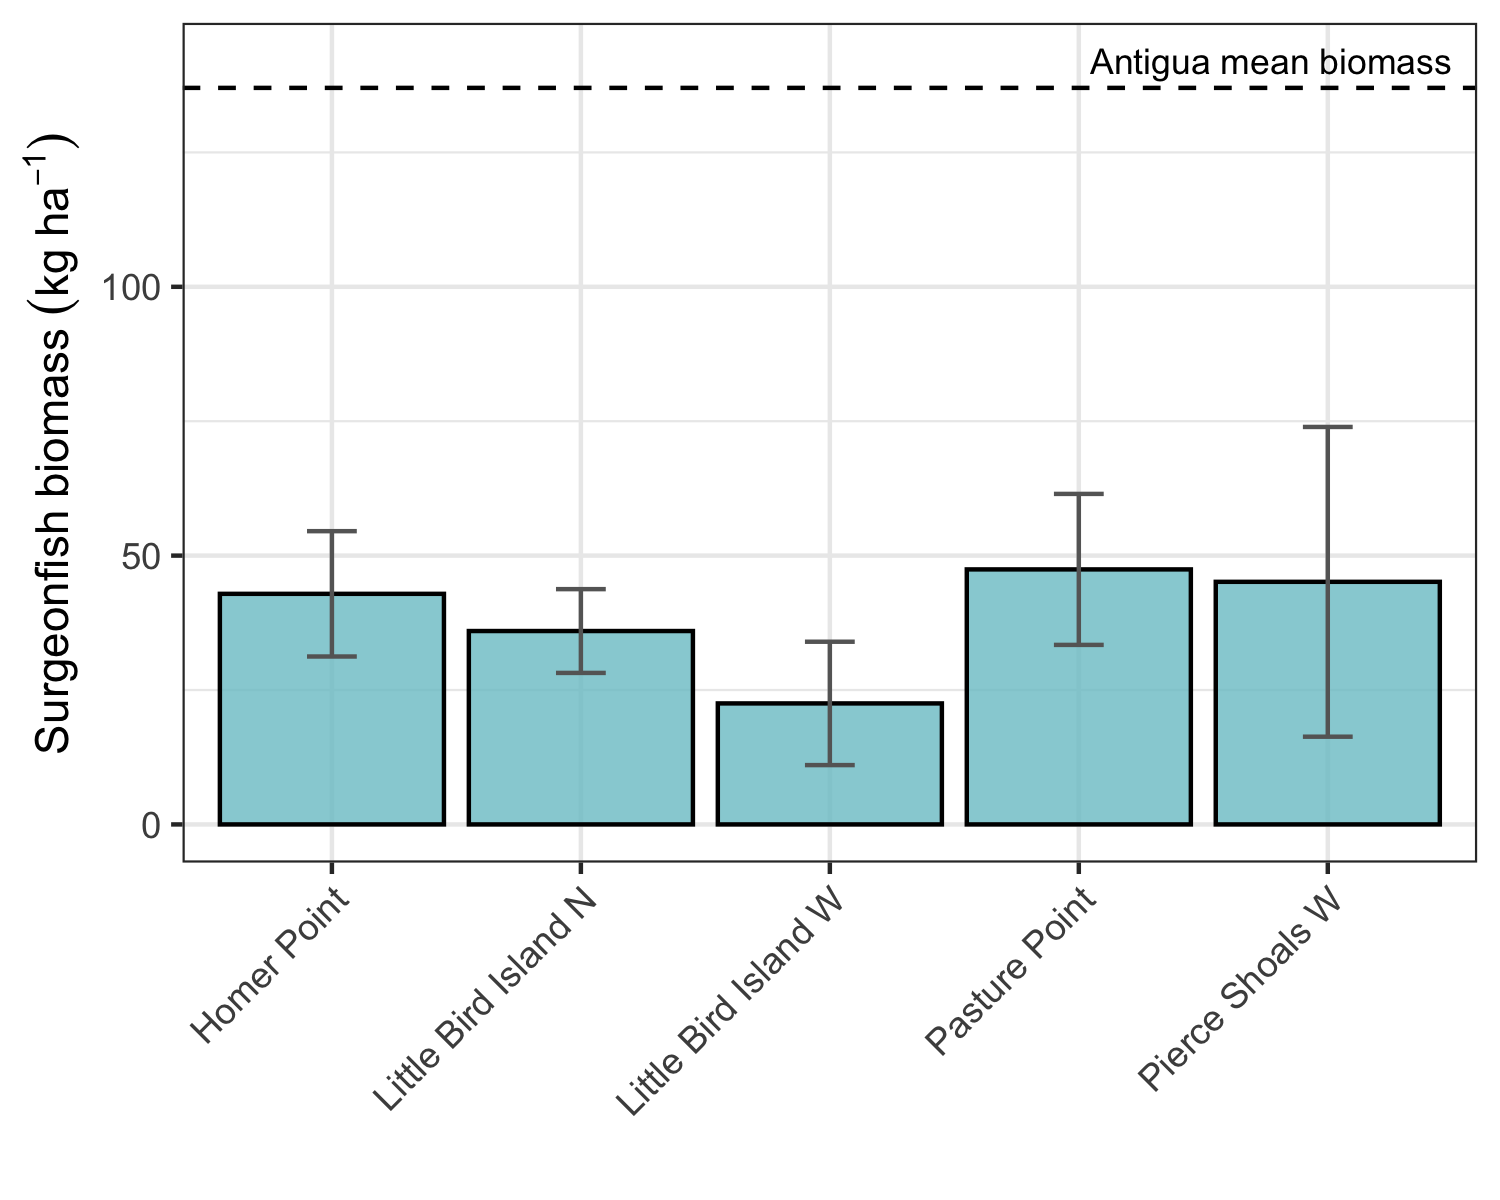 Antigua mean biomass
Surgeonfish biomass (kg ha⁻¹)
100
50
0
Homer Point
Little Bird Island N
Little Bird Island W
Pasture Point
Pierce Shoals W